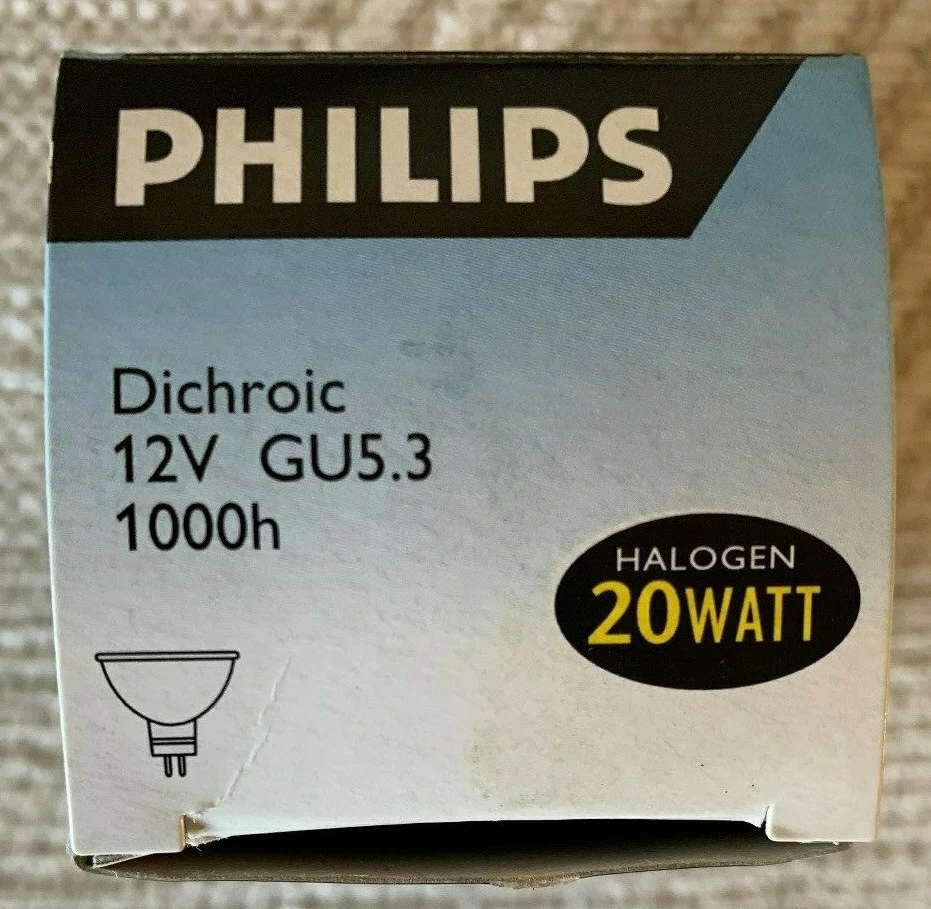 PHILIPS
Dichroic
12V GU5.3
1000h
HALOGEN
20WATT